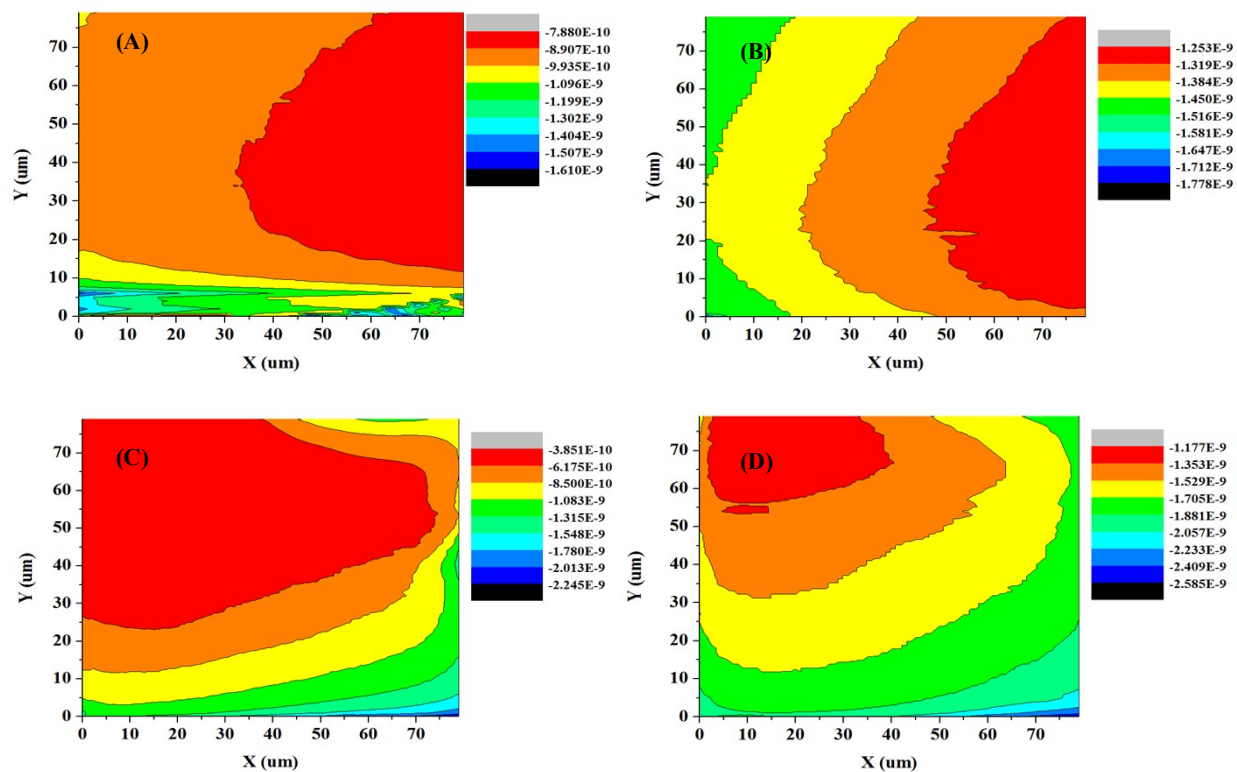 (A)
70
60
50
40
30
20
10
0
Y (um)
0 10 20 30 40 50 60 70
X (um)
-7.880E-10
-8.907E-10
-9.935E-10
-1.096E-9
-1.199E-9
-1.302E-9
-1.404E-9
-1.507E-9
-1.610E-9
(B)
70
60
50
40
30
20
10
0
Y (um)
0 10 20 30 40 50 60 70
X (um)
-1.253E-9
-1.319E-9
-1.384E-9
-1.450E-9
-1.516E-9
-1.581E-9
-1.647E-9
-1.712E-9
-1.778E-9
(C)
70
60
50
40
30
20
10
0
Y (um)
0 10 20 30 40 50 60 70
X (um)
-3.851E-10
-6.175E-10
-8.500E-10
-1.083E-9
-1.315E-9
-1.548E-9
-1.780E-9
-2.013E-9
-2.245E-9
(D)
70
60
50
40
30
20
10
0
Y (um)
0 10 20 30 40 50 60 70
X (um)
-1.177E-9
-1.353E-9
-1.529E-9
-1.705E-9
-1.881E-9
-2.057E-9
-2.233E-9
-2.409E-9
-2.585E-9